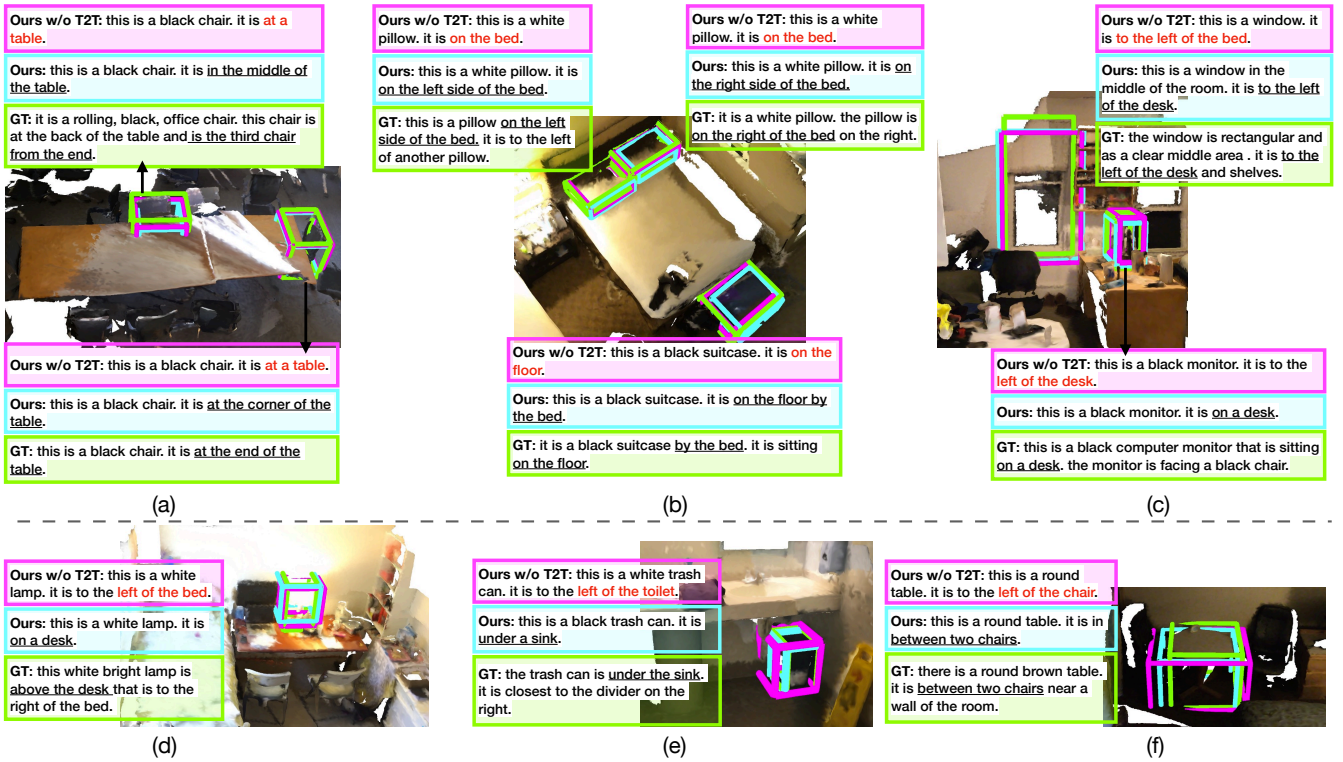 Ours w/o T2T: this is a black chair. it is at a
table.
Ours: this is a black chair. it is in the middle of
the table.
GT: it is a rolling, black, office chair. this chair is
at the back of the table and is the third chair
from the end.
Ours w/o T2T: this is a black chair. it is at a table.
Ours: this is a black chair. it is at the corner of the
table.
GT: this is a black chair. it is at the end of the
table.
(a)
Ours w/o T2T: this is a white
pillow. it is on the bed.
Ours: this is a white pillow. it is
on the left side of the bed.
GT: this is a pillow on the left
side of the bed. it is to the left
of another pillow.
Ours w/o T2T: this is a white
pillow. it is on the bed.
Ours: this is a white pillow. it is on
the right side of the bed.
GT: it is a white pillow. the pillow is
on the right of the bed on the right.
Ours w/o T2T: this is a black suitcase. it is on the
floor.
Ours: this is a black suitcase. it is on the floor by
the bed.
GT: it is a black suitcase by the bed. it is sitting
on the floor.
(b)
Ours w/o T2T: this is a window. it
is to the left of the bed.
Ours: this is a window in the
middle of the room. it is to the left
of the desk.
GT: the window is rectangular and
as a clear middle area . it is to the
left of the desk and shelves.
Ours w/o T2T: this is a black monitor. it is to the
left of the desk.
Ours: this is a black monitor. it is on a desk.
GT: this is a black computer monitor that is sitting
on a desk. the monitor is facing a black chair.
(c)
Ours w/o T2T: this is a white
lamp. it is to the left of the bed.
Ours: this is a white lamp. it is
on a desk.
GT: this white bright lamp is
above the desk that is to the
right of the bed.
(d)
Ours w/o T2T: this is a white trash
can. it is to the left of the toilet.
Ours: this is a black trash can. it is
under a sink.
GT: the trash can is under the sink.
it is closest to the divider on the
right.
(e)
Ours w/o T2T: this is a round
table. it is to the left of the chair.
Ours: this is a round table. it is in
between two chairs.
GT: there is a round brown table.
it is between two chairs near a
wall of the room.
(f)